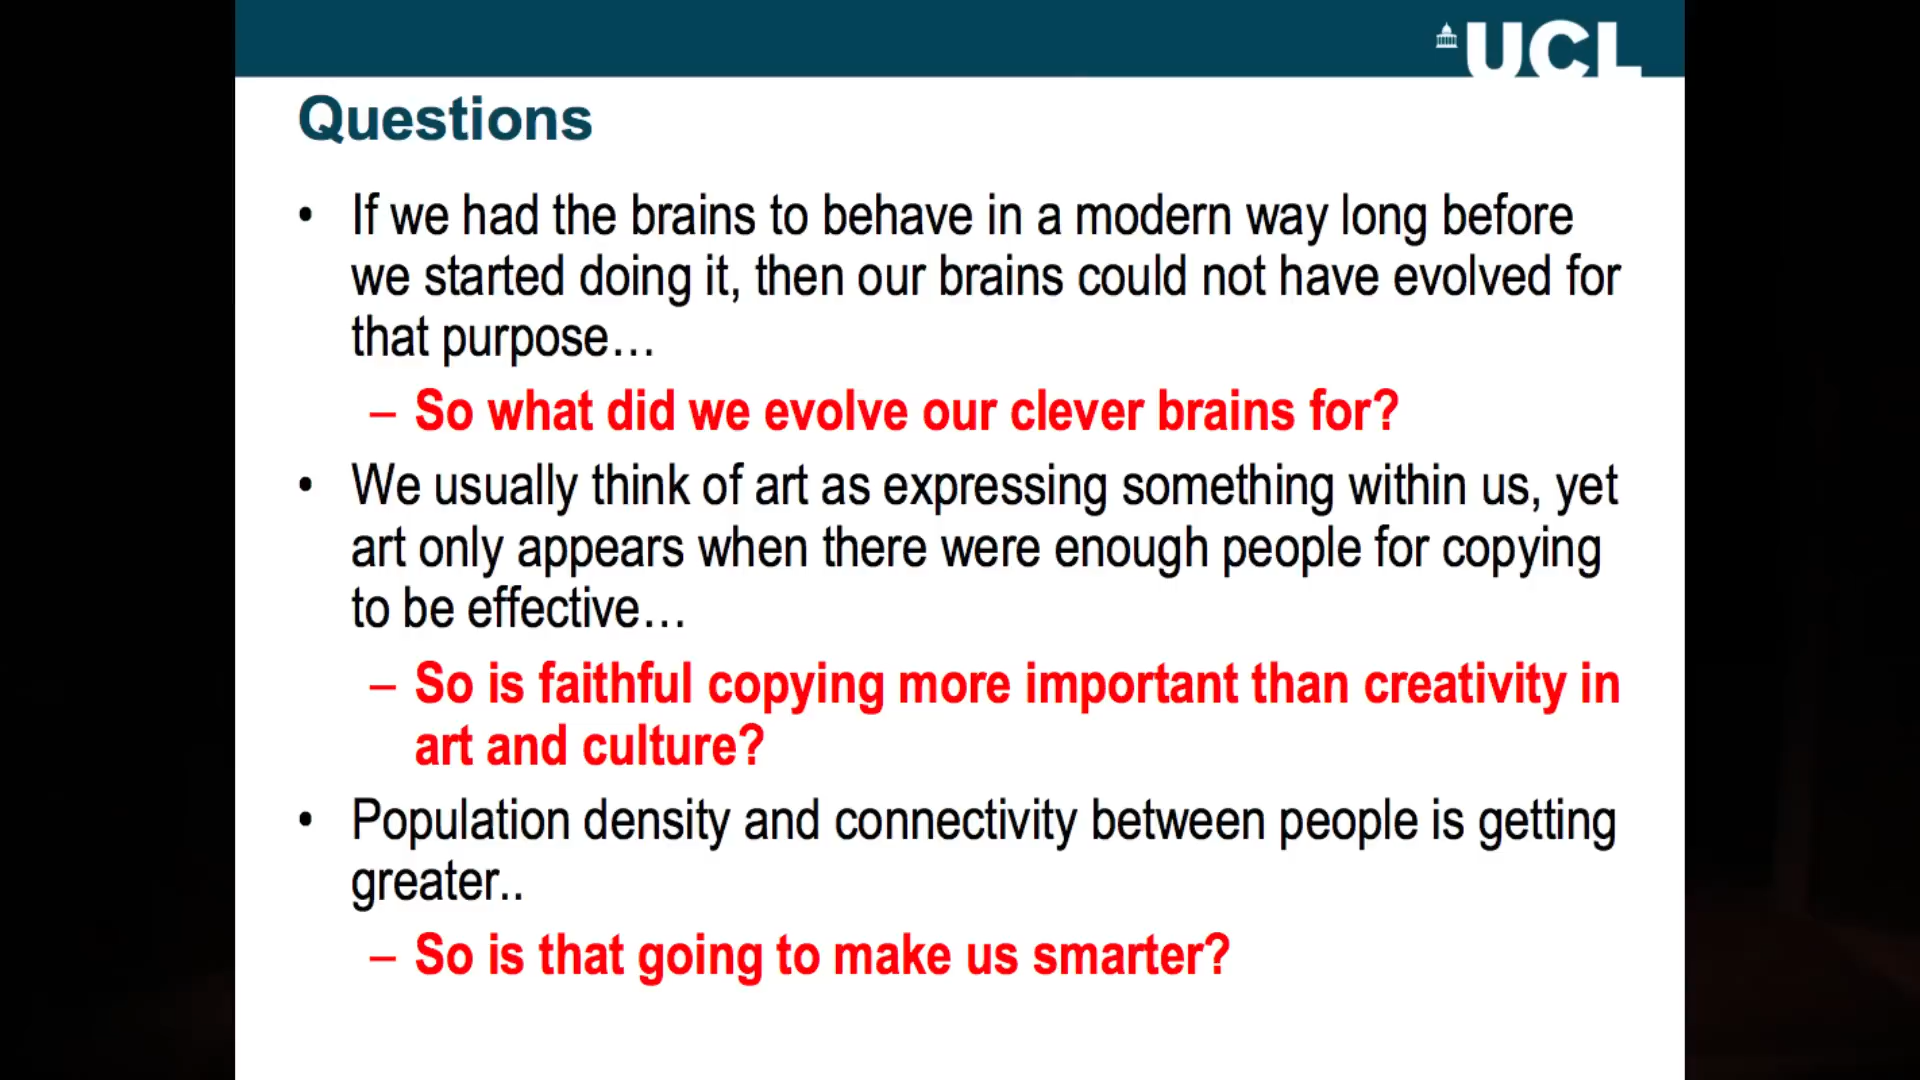 UCL
Questions
• If we had the brains to behave in a modern way long before
we started doing it, then our brains could not have evolved for
that purpose…
– So what did we evolve our clever brains for?
• We usually think of art as expressing something within us, yet
art only appears when there were enough people for copying
to be effective…
– So is faithful copying more important than creativity in
art and culture?
• Population density and connectivity between people is getting
greater..
– So is that going to make us smarter?